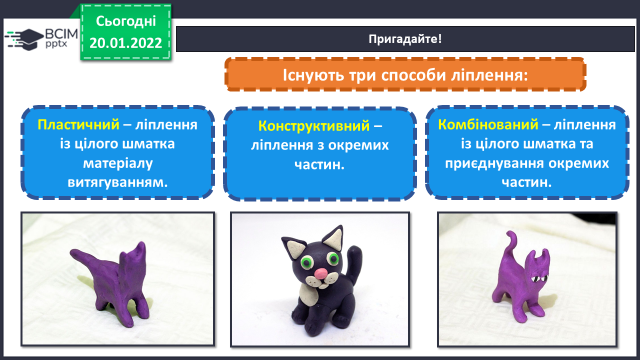 Сьогодні
20.01.2022
ВСІМ
pptx
Пригадайте!
Існують три способи ліплення:
Пластичний – ліплення
із цілого шматка
матеріалу
витягуванням.
Конструктивний –
ліплення з окремих
частин.
Комбінований – ліплення
із цілого шматка та
приєднування окремих
частин.